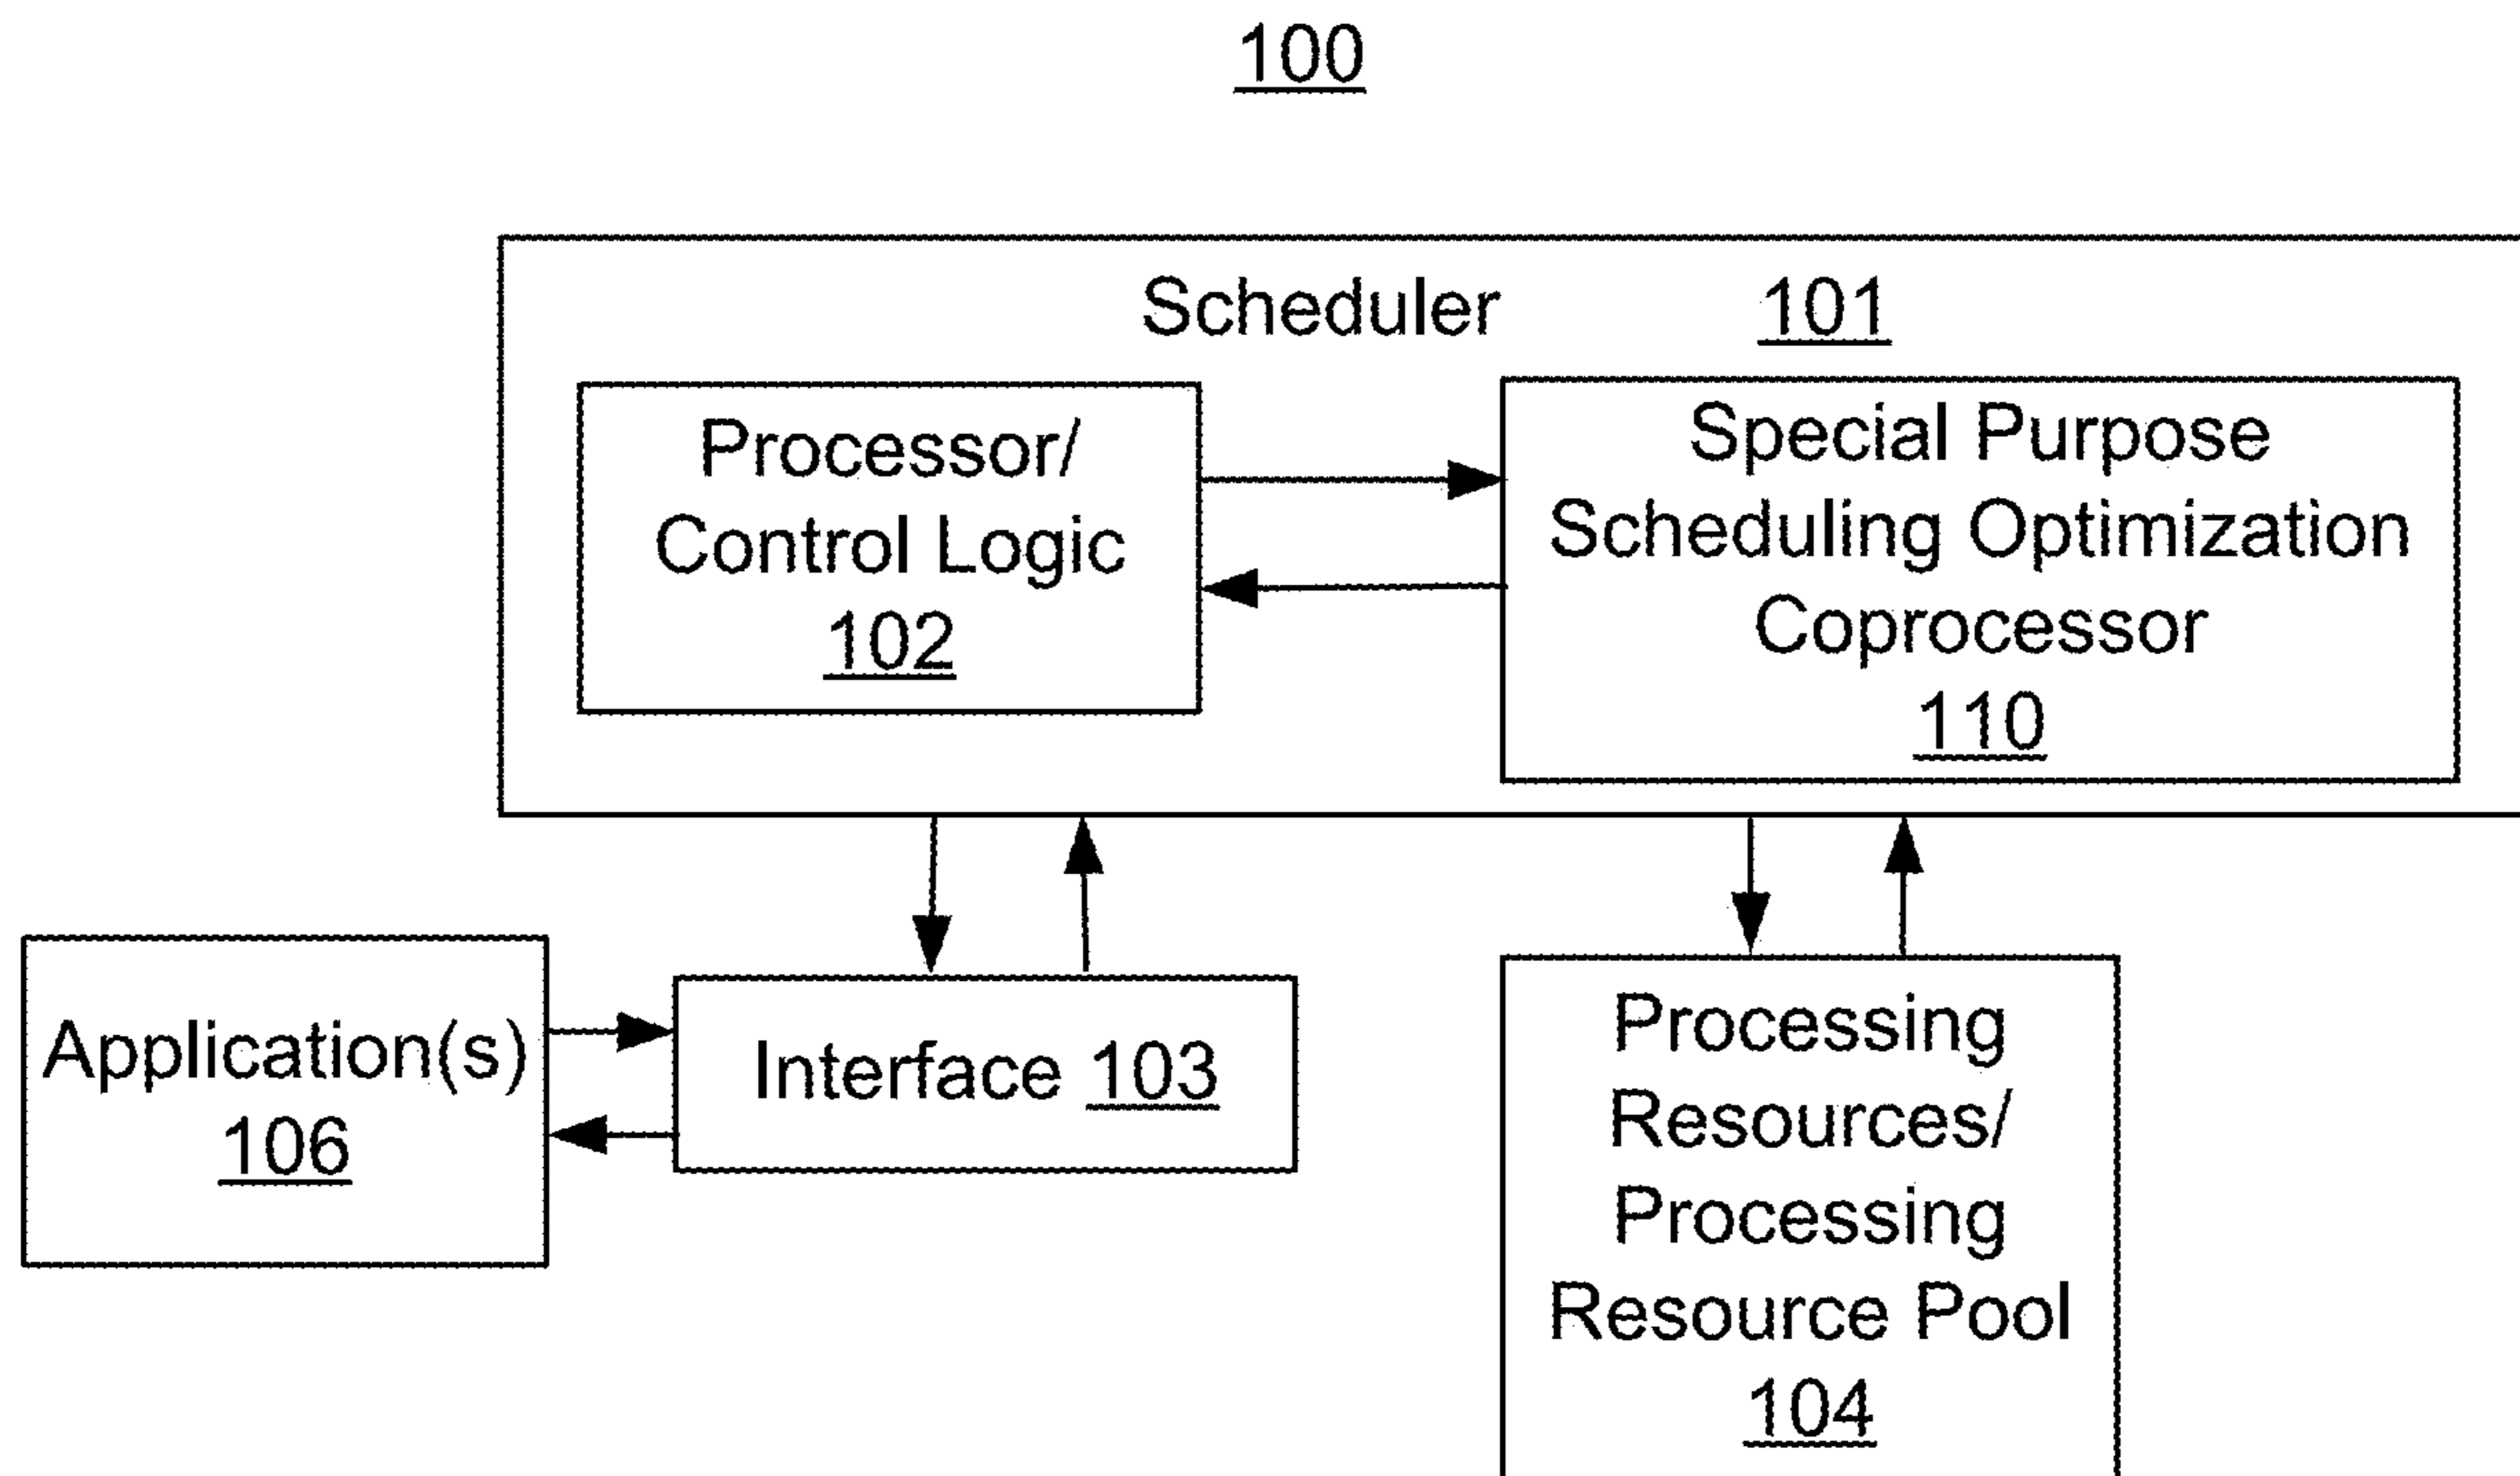 100
Scheduler 101
Processor/
Control Logic
102
Special Purpose
Scheduling Optimization
Coprocessor
110
Application(s)
106
Interface 103
Processing
Resources/
Processing
Resource Pool
104